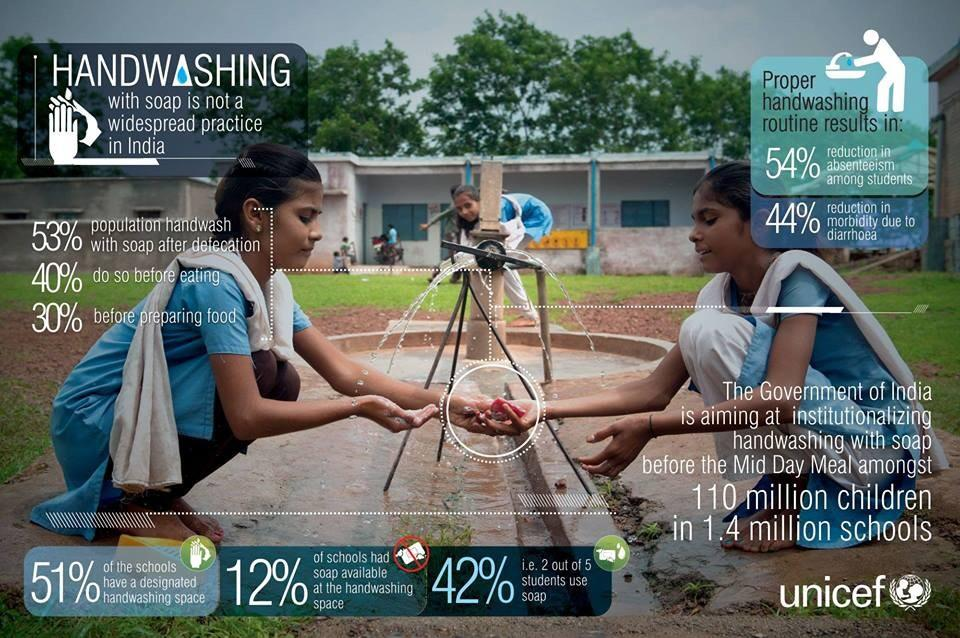 HANDWASHING
with soap is not a
widespread practice
in India
53% population handwash
with soap after defecation
40% do so before eating
30% before preparing food
Proper
handwashing
routine results in:
54% reduction in
absenteeism
among students
44% reduction in
morbidity due to
diarrhoea
The Government of India
is aiming at institutionalizing
handwashing with soap
before the Mid Day Meal amongst
110 million children
in 1.4 million schools
51% of the schools
have a designated
handwashing space
12% of schools had
soap available
at the handwashing
space
42% i.e. 2 out of 5
students use
soap
unicef